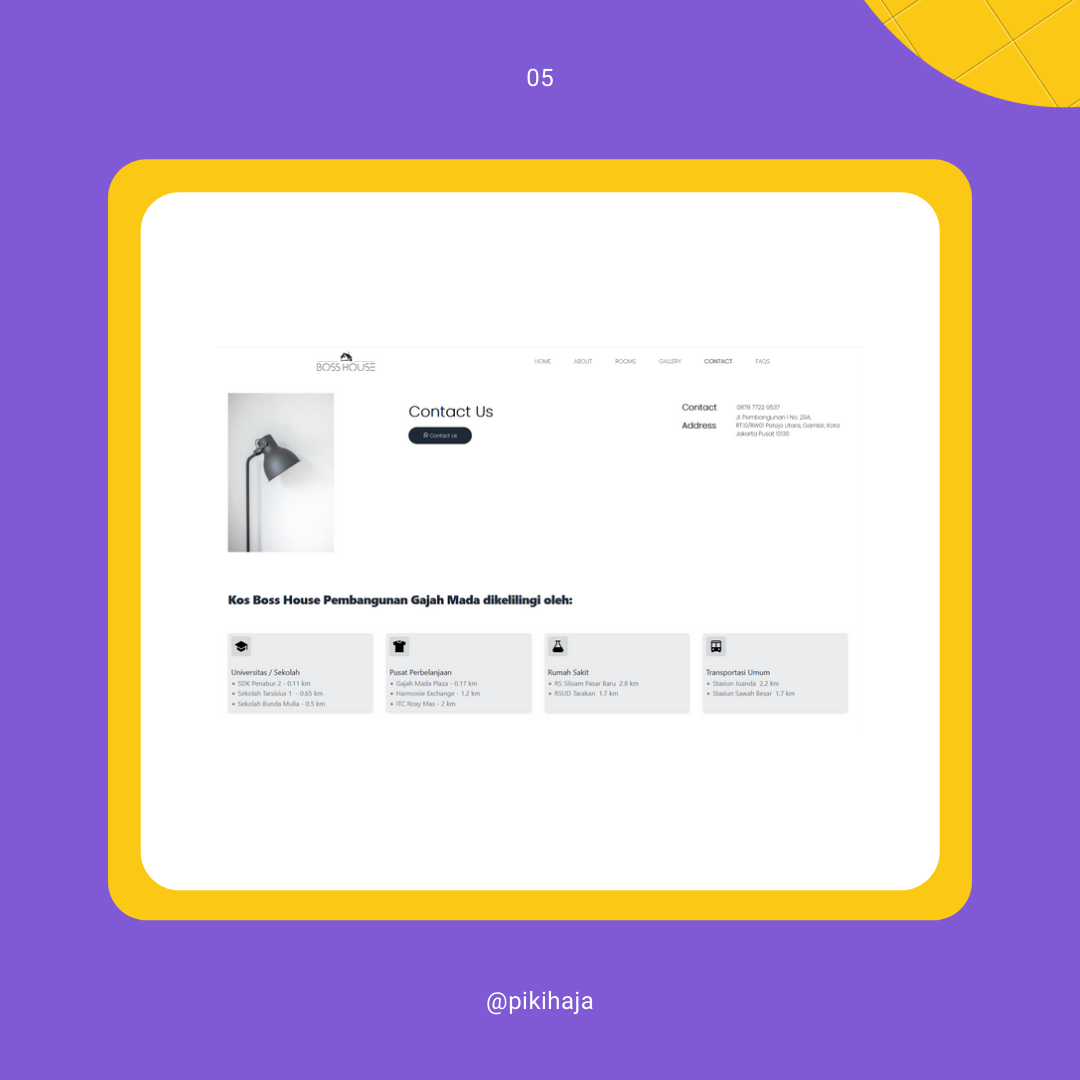 05
BOSS HOUSE
HOME ABOUT ROOMS GALLERY CONTACT FAQS
Contact Us
Contact Us
Contact 0878 7722 9537
Address Jl. Pembangunan I No. 29A,
RT.10/RW.01 Petojo Utara, Gambir, Kota
Jakarta Pusat 10130
Kos Boss House Pembangunan Gajah Mada dikelilingi oleh:
Universitas / Sekolah
• SDK Penabur 2 - 0.11 km
• Sekolah Tarsisius 1 - 0.65 km
• Sekolah Bunda Mulia - 0.5 km
Pusat Perbelanjaan
• Gajah Mada Plaza - 0.17 km
• Harmonie Exchange - 1.2 km
• ITC Roxy Mas - 2 km
Rumah Sakit
• RS Siloam Pasar Baru 2.8 km
• RSUD Tarakan 1.7 km
Transportasi Umum
• Stasiun Juanda 2.2 km
• Stasiun Sawah Besar 1.7 km
@pikihaja